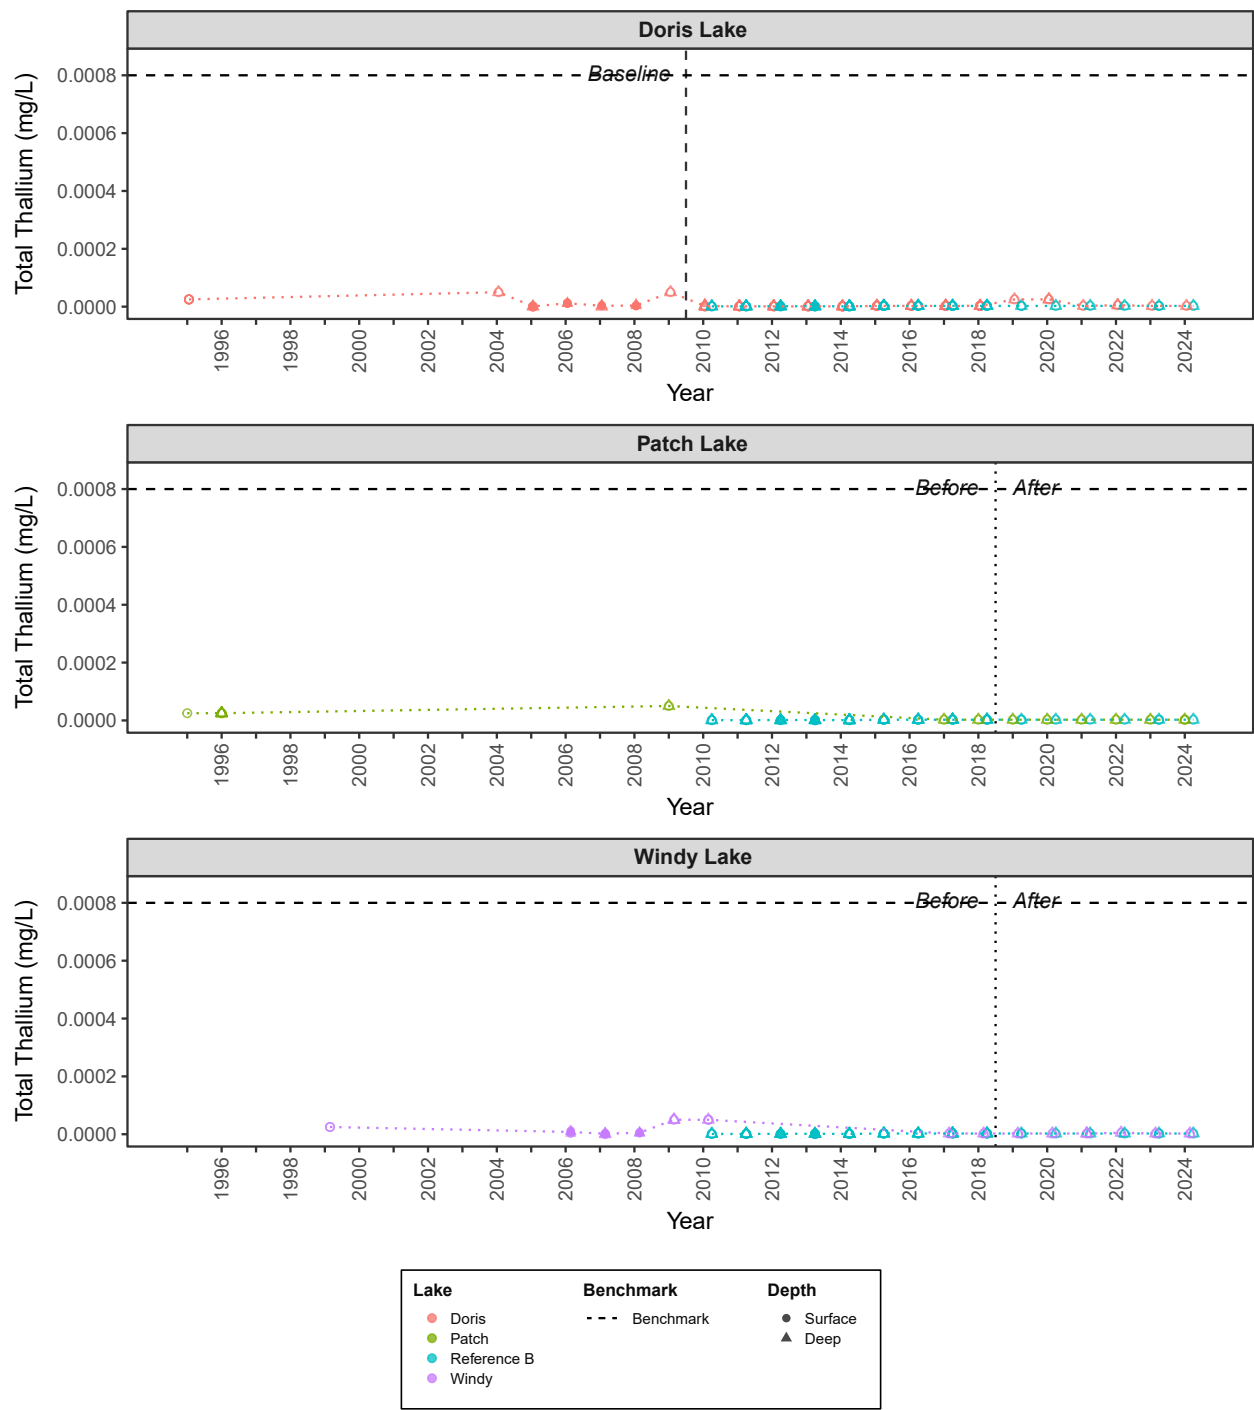 Doris Lake
Total Thallium (mg/L)
0.0008
0.0006
0.0004
0.0002
0.0000
Baseline
1996 1998 2000 2002 2004 2006 2008 2010 2012 2014 2016 2018 2020 2022 2024
Year
Patch Lake
Total Thallium (mg/L)
0.0008
0.0006
0.0004
0.0002
0.0000
Before After
1996 1998 2000 2002 2004 2006 2008 2010 2012 2014 2016 2018 2020 2022 2024
Year
Windy Lake
Total Thallium (mg/L)
0.0008
0.0006
0.0004
0.0002
0.0000
Before After
1996 1998 2000 2002 2004 2006 2008 2010 2012 2014 2016 2018 2020 2022 2024
Year
Lake
Doris
Patch
Reference B
Windy
Benchmark
Benchmark
Depth
Surface
Deep